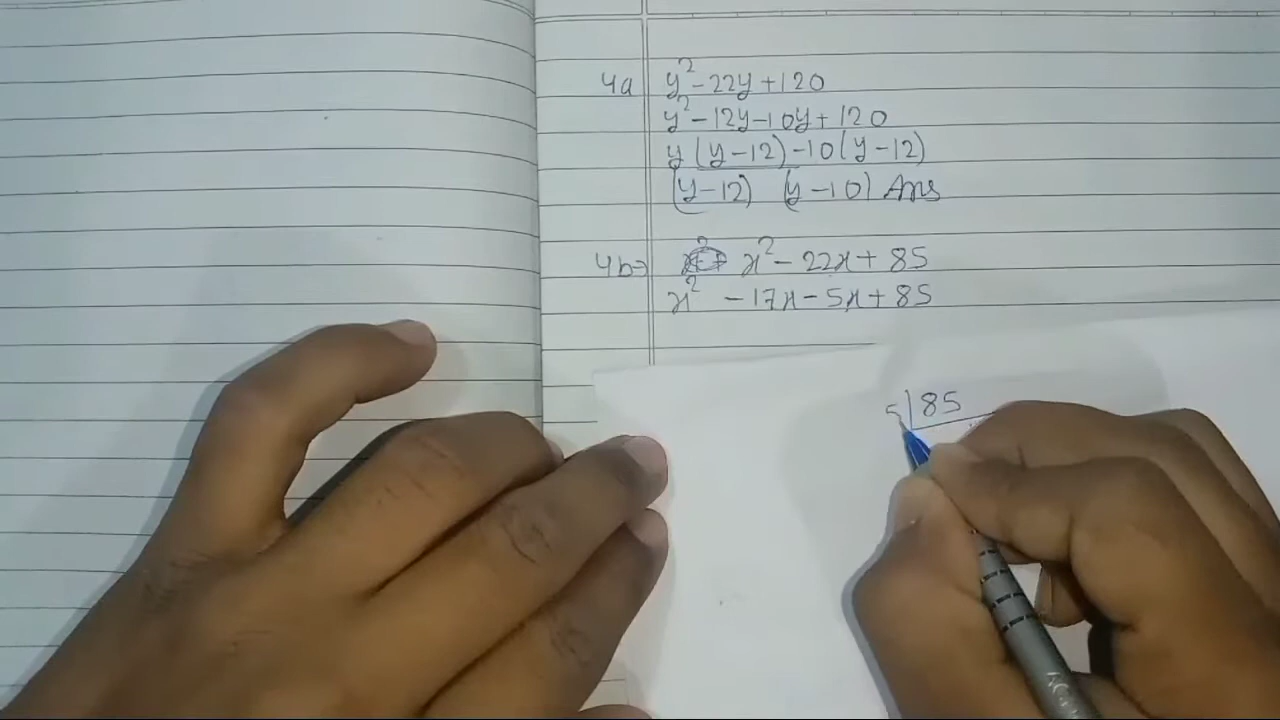 4a y² - 22y + 120
y² - 12y - 10y + 120
y (y - 12) - 10 (y - 12)
(y - 12) (y - 10) Ans
4b → x² - 22x + 85
x² - 17x - 5x + 85
5 | 85